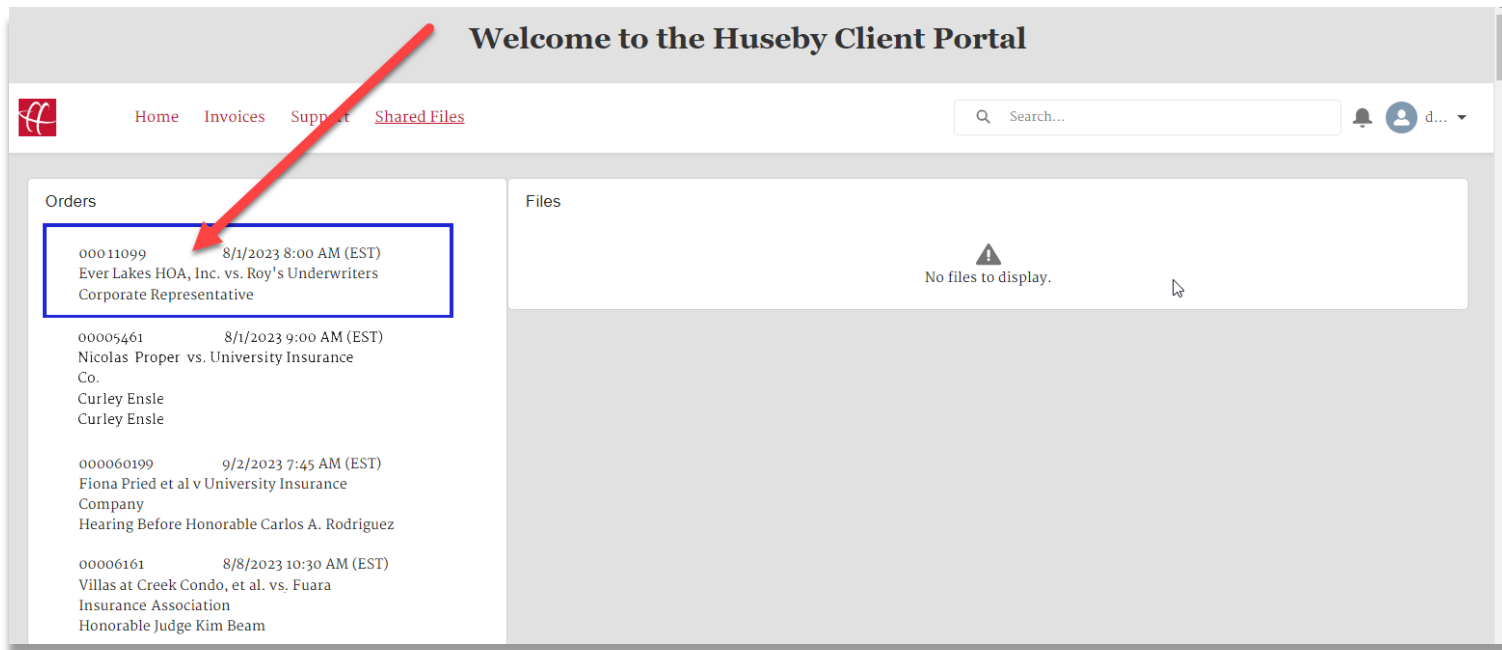 Welcome to the Huseby Client Portal
Home Invoices Support Shared Files
Search...
d...
Orders
00011099 8/1/2023 8:00 AM (EST)
Ever Lakes HOA, Inc. vs. Roy's Underwriters
Corporate Representative
00005461 8/1/2023 9:00 AM (EST)
Nicolas Proper vs. University Insurance
Co.
Curley Ensle
Curley Ensle
000060199 9/2/2023 7:45 AM (EST)
Fiona Pried et al v University Insurance
Company
Hearing Before Honorable Carlos A. Rodriguez
00006161 8/8/2023 10:30 AM (EST)
Villas at Creek Condo, et al. vs. Fuara
Insurance Association
Honorable Judge Kim Beam
Files
No files to display.